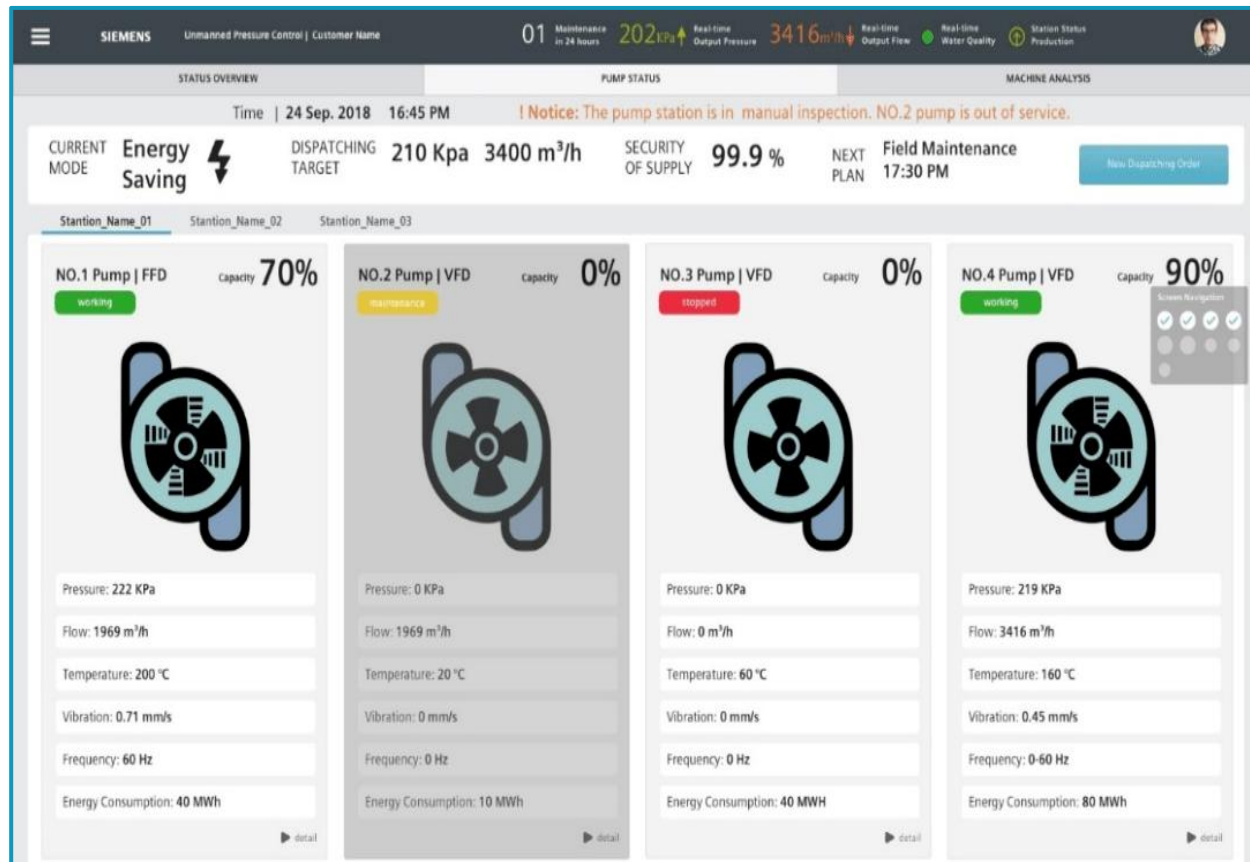 SIEMENS
Unmanned Pressure Control | Customer Name
01 Maintenance in 24 hours
202 KPa Real-time Output Pressure
3416 m³/h Real-time Output Flew
Real-time Water Quality
Station Status Production
STATUS OVERVIEW
PUMP STATUS
MACHINE ANALYSIS
Time | 24 Sep. 2018 16:45 PM
! Notice: The pump station is in manual inspection. NO.2 pump is out of service.
CURRENT MODE
Energy Saving
DISPATCHING TARGET
210 Kpa 3400 m³/h
SECURITY OF SUPPLY
99.9 %
NEXT PLAN
Field Maintenance 17:30 PM
New Dispatching Order
Stantion_Name_01
Stantion_Name_02
Stantion_Name_03
NO.1 Pump | FFD
Capacity 70%
working
Pressure: 222 KPa
Flow: 1969 m³/h
Temperature: 200 °C
Vibration: 0.71 mm/s
Frequency: 60 Hz
Energy Consumption: 40 MWh
detail
NO.2 Pump | VFD
Capacity 0%
maintenance
Pressure: 0 KPa
Flow: 1969 m³/h
Temperature: 20 °C
Vibration: 0 mm/s
Frequency: 0 Hz
Energy Consumption: 10 MWh
detail
NO.3 Pump | VFD
Capacity 0%
stopped
Pressure: 0 KPa
Flow: 0 m³/h
Temperature: 60 °C
Vibration: 0 mm/s
Frequency: 0 Hz
Energy Consumption: 40 MWH
detail
NO.4 Pump | VFD
Capacity 90%
working
Screen Navigation
Pressure: 219 KPa
Flow: 3416 m³/h
Temperature: 160 °C
Vibration: 0.45 mm/s
Frequency: 0-60 Hz
Energy Consumption: 80 MWh
detail